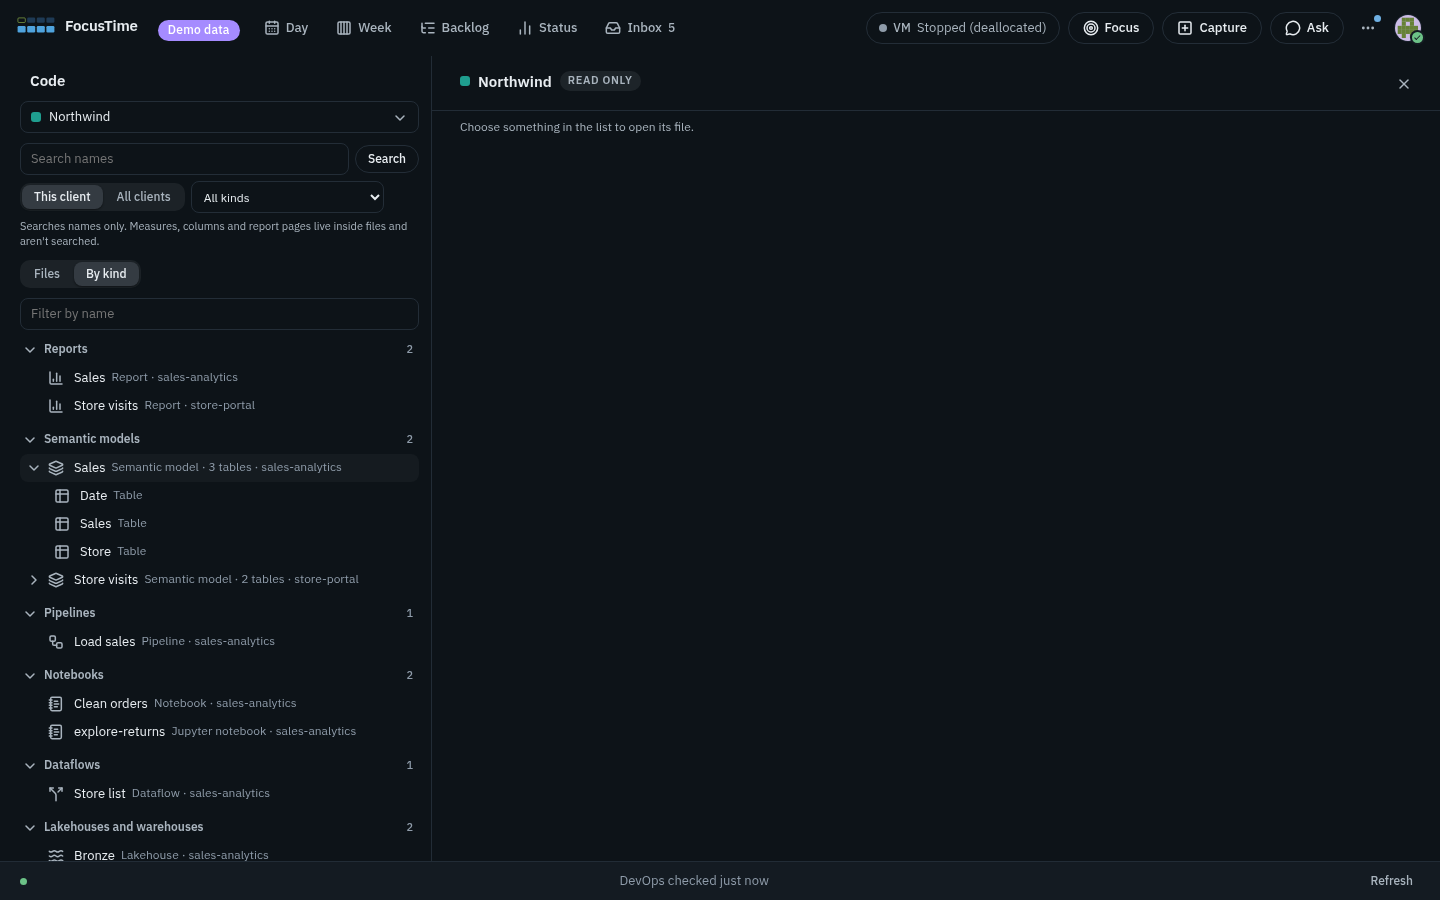 FocusTime
Demo data
Day
Week
Backlog
Status
Inbox 5
VM Stopped (deallocated)
Focus
Capture
Ask
Code
Northwind
Search names
Search
This client
All clients
All kinds
Searches names only. Measures, columns and report pages live inside files and
aren't searched.
Files
By kind
Filter by name
Reports 2
Sales Report · sales-analytics
Store visits Report · store-portal
Semantic models 2
Sales Semantic model · 3 tables · sales-analytics
Date Table
Sales Table
Store Table
Store visits Semantic model · 2 tables · store-portal
Pipelines 1
Load sales Pipeline · sales-analytics
Notebooks 2
Clean orders Notebook · sales-analytics
explore-returns Jupyter notebook · sales-analytics
Dataflows 1
Store list Dataflow · sales-analytics
Lakehouses and warehouses 2
Bronze Lakehouse · sales-analytics
Northwind READ ONLY
Choose something in the list to open its file.
DevOps checked just now
Refresh